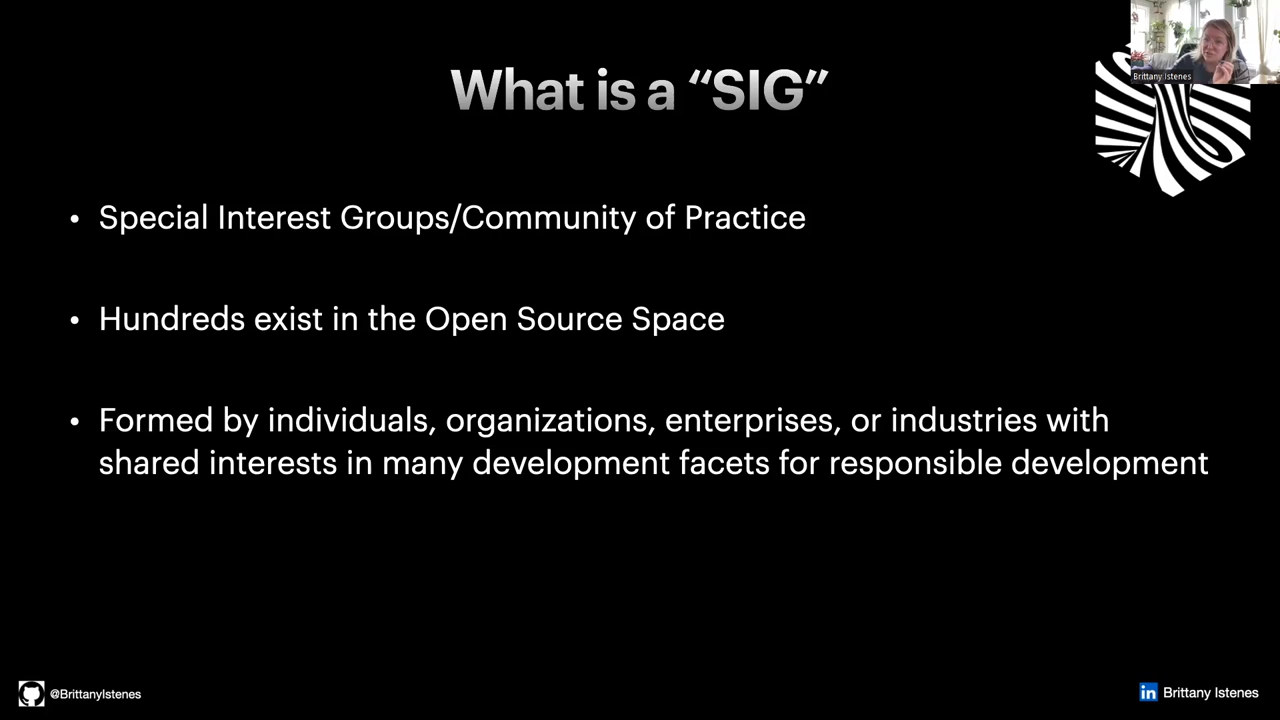 What is a “SIG”
Brittany Istenes
• Special Interest Groups/Community of Practice
• Hundreds exist in the Open Source Space
• Formed by individuals, organizations, enterprises, or industries with
shared interests in many development facets for responsible development
@BrittanyIstenes
in Brittany Istenes